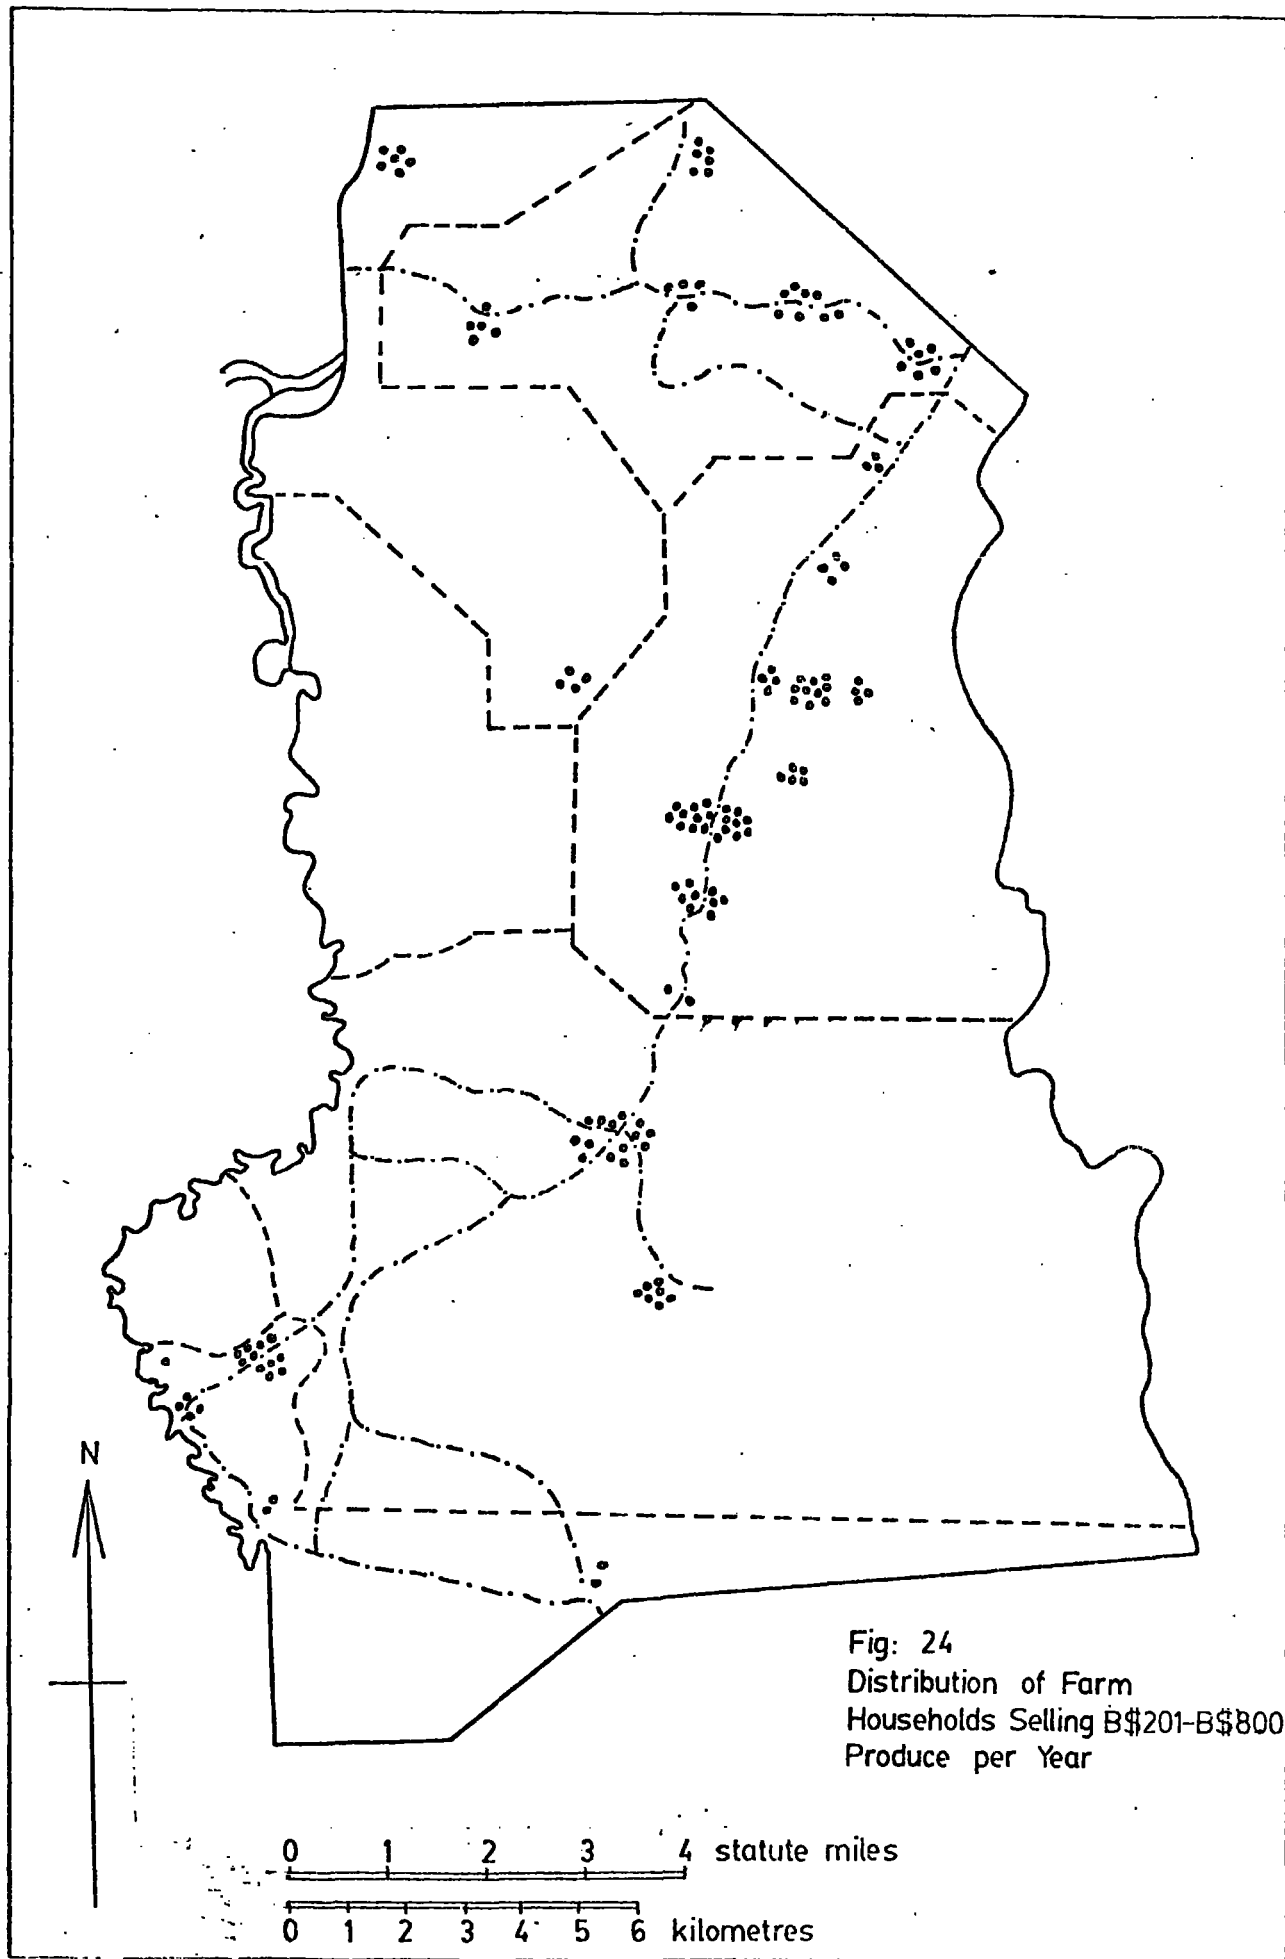 N
Fig: 24
Distribution of Farm
Households Selling B$201-B$800
Produce per Year
0 1 2 3 4 statute miles
0 1 2 3 4 5 6 kilometres